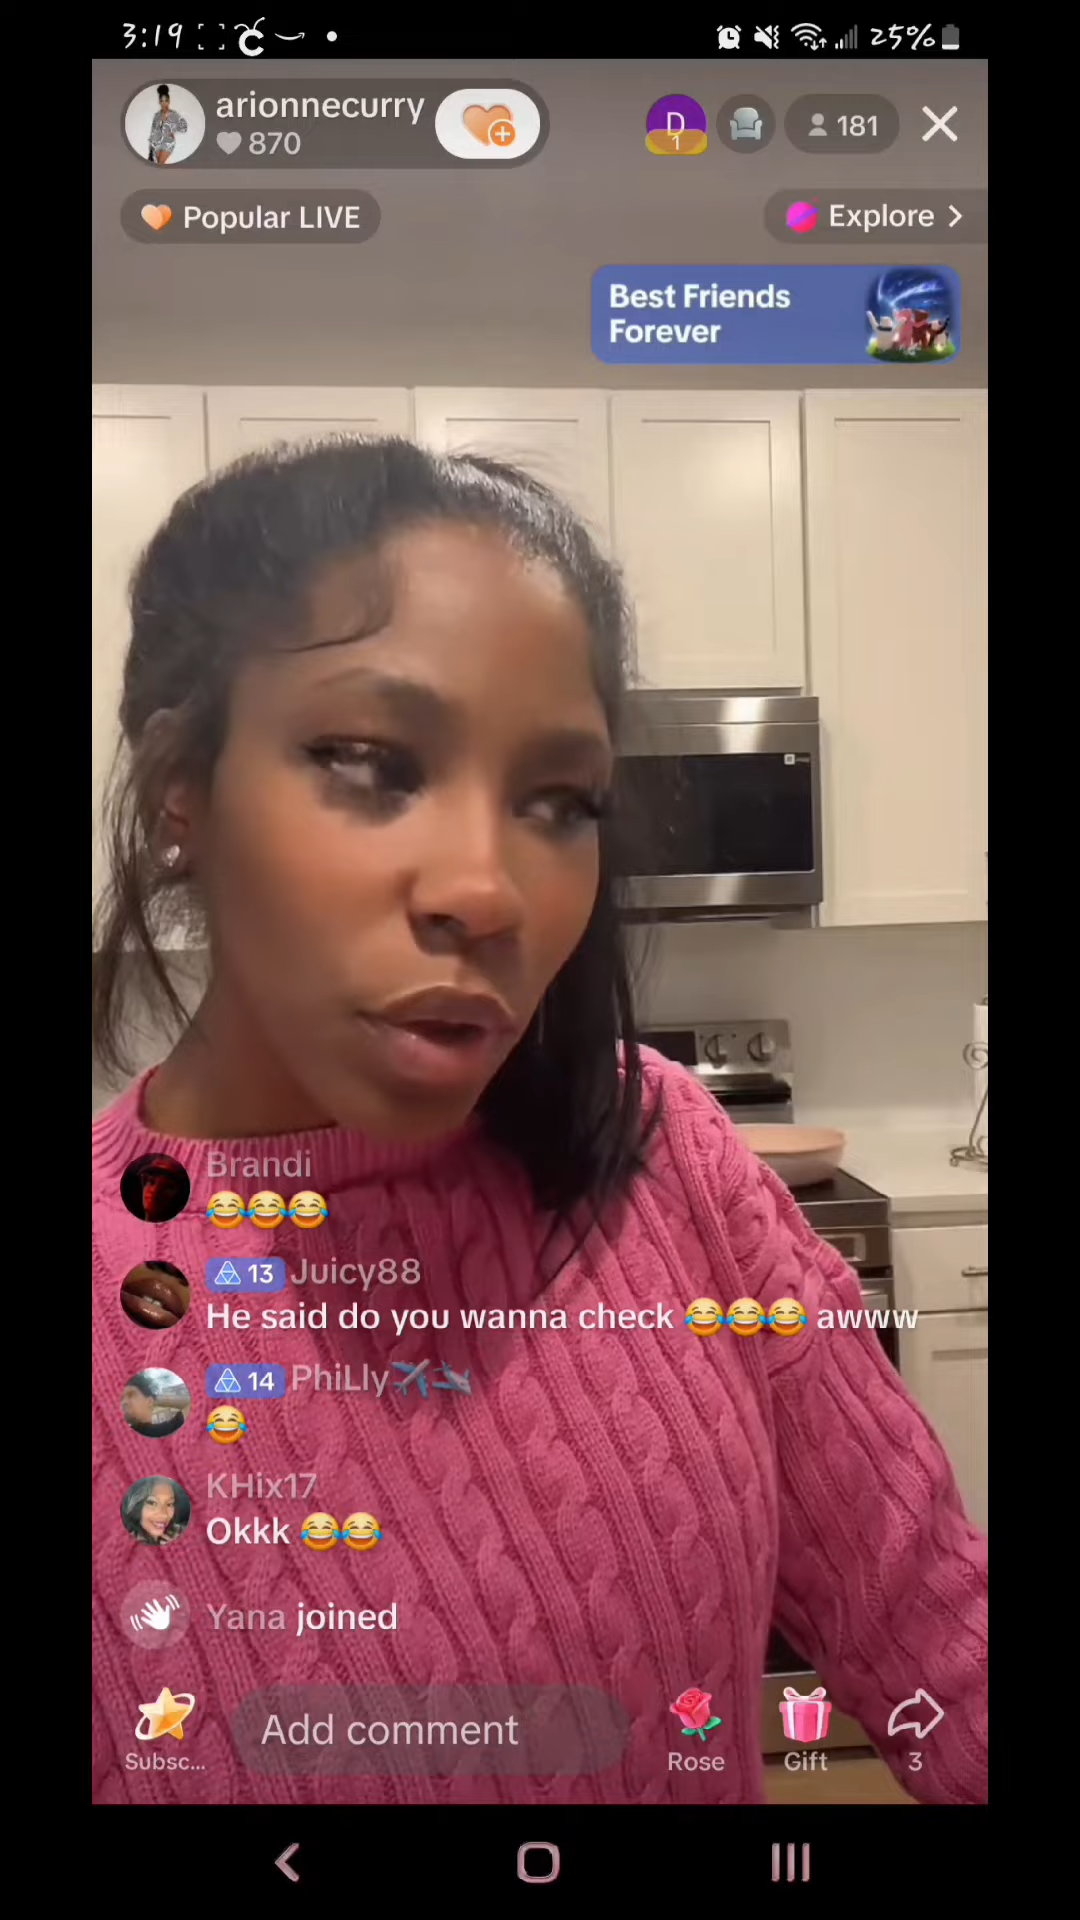 3:19
25%
arionnecurry
870
D
1
181
Popular LIVE
Explore >
Best Friends
Forever
Brandi
😂😂😂
13 Juicy88
He said do you wanna check 😂😂😂 awww
14 PhiLly✈️🛬
😂
KHix17
Okkk 😂😂
Yana joined
Subsc...
Add comment
Rose
Gift
3